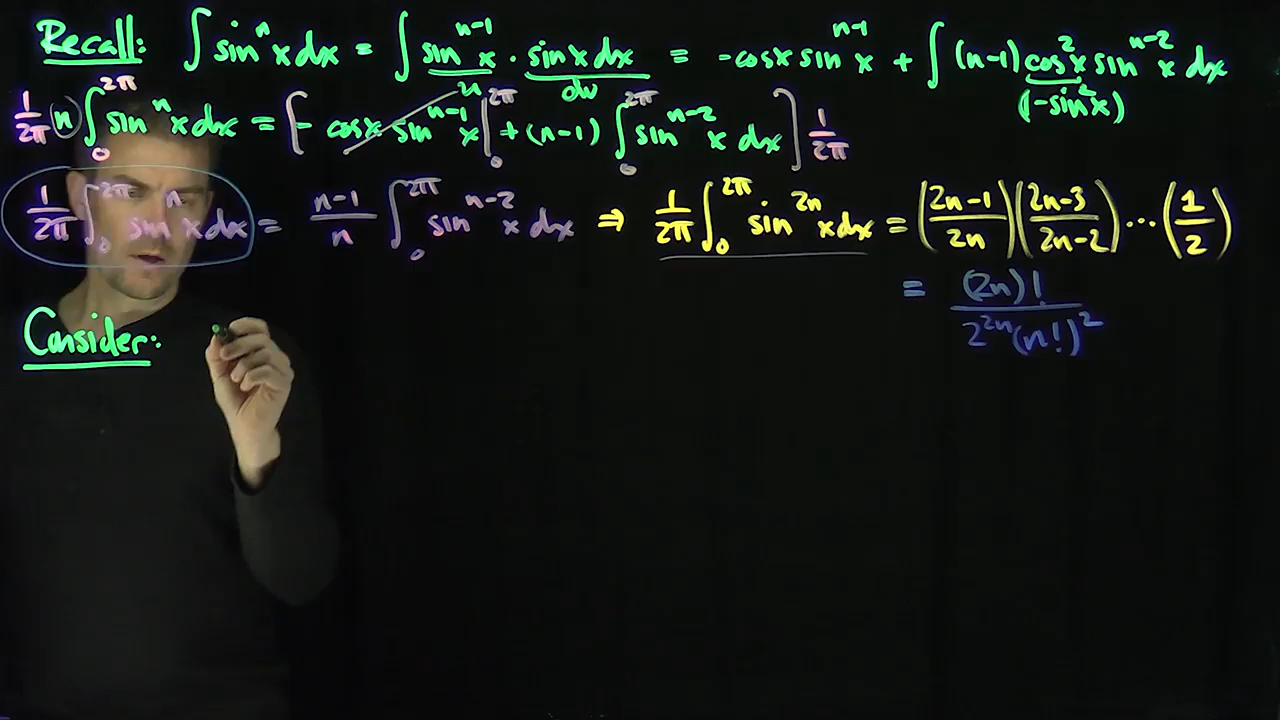 Recall: ∫ sinⁿ x dx = ∫ sinⁿ⁻¹ x · sin x dx = -cos x sinⁿ⁻¹ x + ∫ (n-1) cos² x sinⁿ⁻² x dx
u dv (1-sin² x)
1/2π (n) ∫₀^2π sinⁿ x dx = [- cos x sinⁿ⁻¹ x |₀^2π + (n-1) ∫₀^2π sinⁿ⁻² x dx] 1/2π
1/2π ∫₀^2π sinⁿ x dx = n-1/n ∫₀^2π sinⁿ⁻² x dx ⇒ 1/2π ∫₀^2π sin²ⁿ x dx = (2n-1/2n)(2n-3/2n-2)···(1/2)
= (2n)!/2²ⁿ(n!)²
Consider: